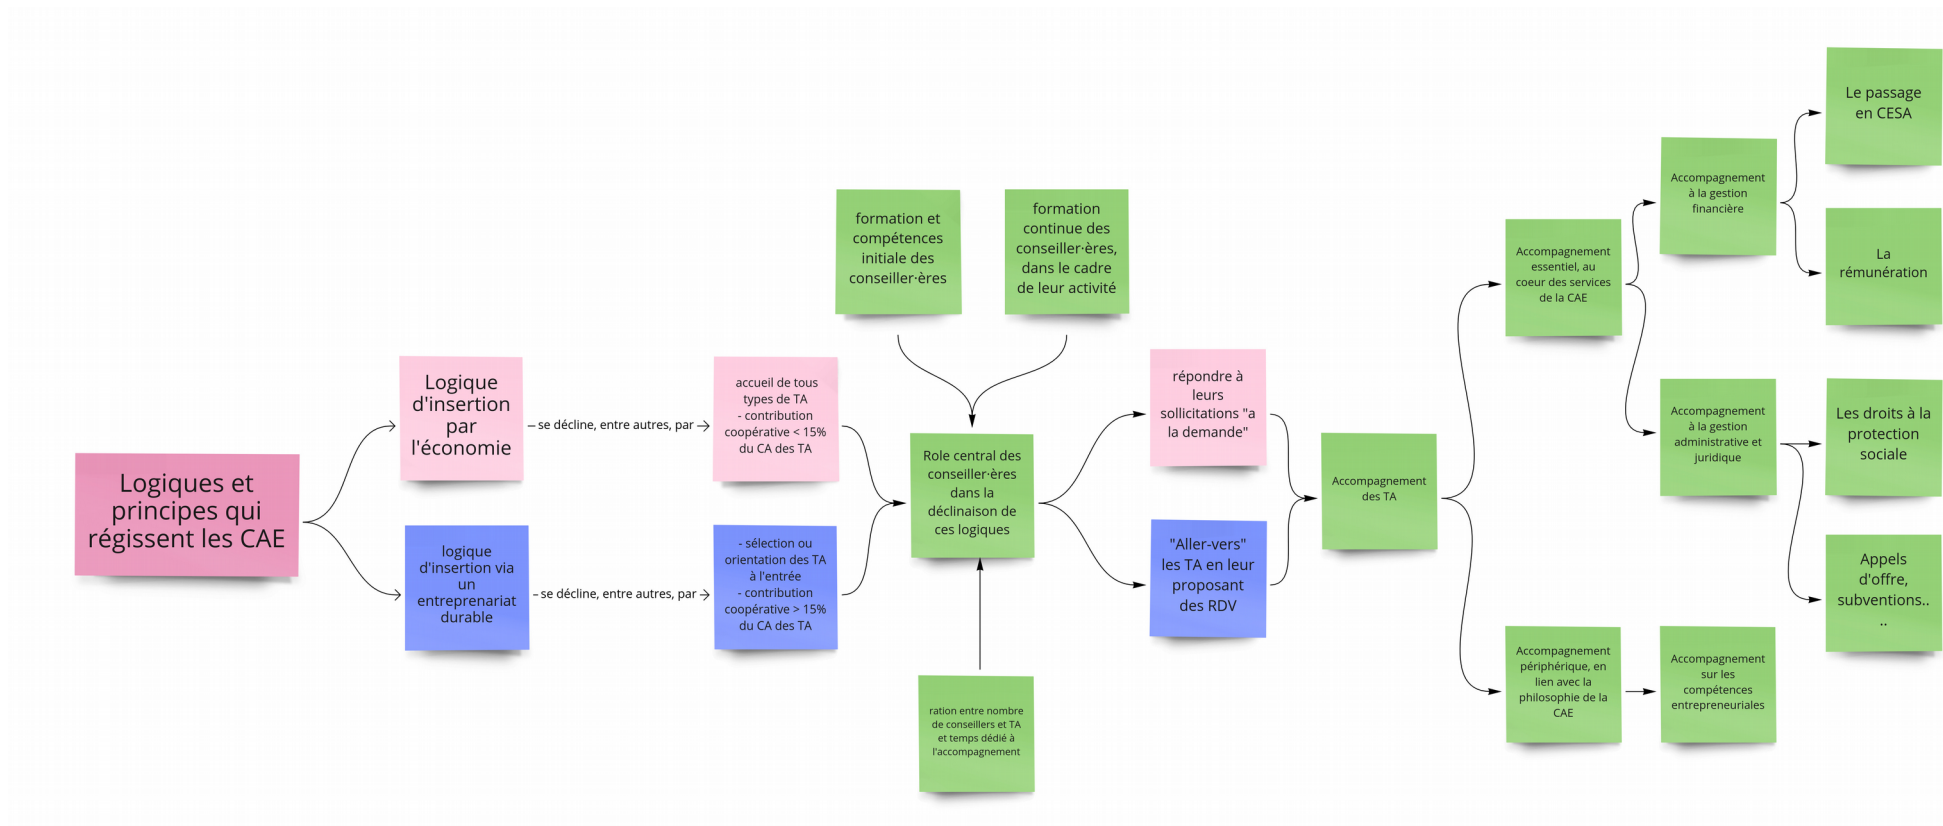 Logiques et
principes qui
régissent les CAE
Logique
d'insertion
par
l'économie
logique
d'insertion via
un
entreprenariat
durable
se décline, entre autres, par
se décline, entre autres, par
accueil de tous
types de TA
- contribution
coopérative < 15%
du CA des TA
- sélection ou
orientation des TA
à l'entrée
- contribution
coopérative > 15%
du CA des TA
formation et
compétences
initiale des
conseiller·ères
formation
continue des
conseiller·ères,
dans le cadre
de leur activité
Role central des
conseiller·ères
dans la
déclinaison de
ces logiques
ration entre nombre
de conseillers et TA
et temps dédié à
l'accompagnement
répondre à
leurs
sollicitations "a
la demande"
"Aller-vers"
les TA en leur
proposant
des RDV
Accompagnement
des TA
Accompagnement
essentiel, au
coeur des services
de la CAE
Accompagnement
périphérique, en
lien avec la
philosophie de la
CAE
Accompagnement
à la gestion
financière
Accompagnement
à la gestion
administrative et
juridique
Accompagnement
sur les
compétences
entrepreneuriales
Le passage
en CESA
La
rémunération
Les droits à la
protection
sociale
Appels
d'offre,
subventions..
..